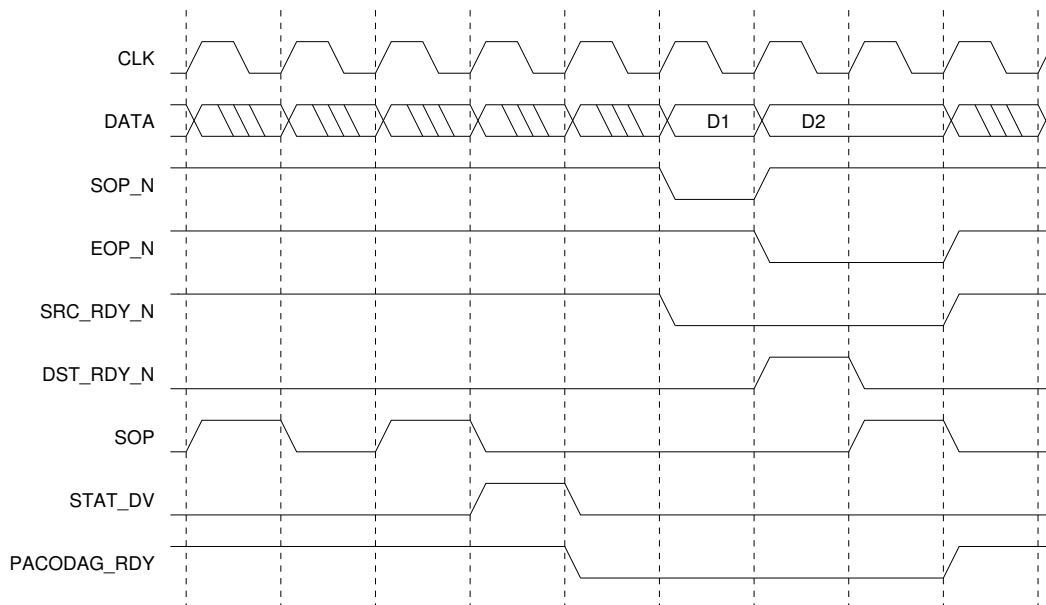 CLK
DATA D1 D2
SOP_N
EOP_N
SRC_RDY_N
DST_RDY_N
SOP
STAT_DV
PACODAG_RDY